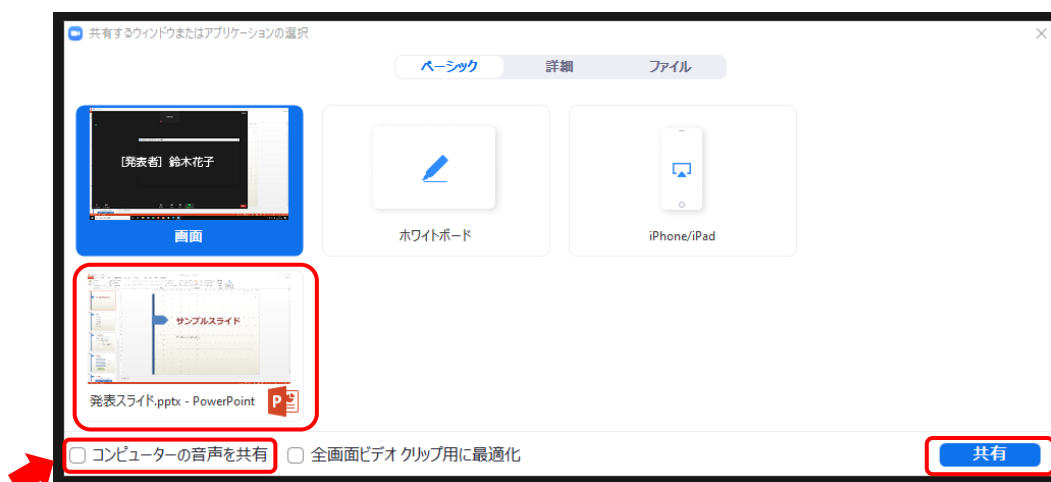 共有するウィンドウまたはアプリケーションの選択
ベーシック 詳細 ファイル
[発表者] 鈴木花子
画面 ホワイトボード iPhone/iPad
サンプルスライド
発表スライド.pptx - PowerPoint
コンピューターの音声を共有 全画面ビデオ クリップ用に最適化 共有